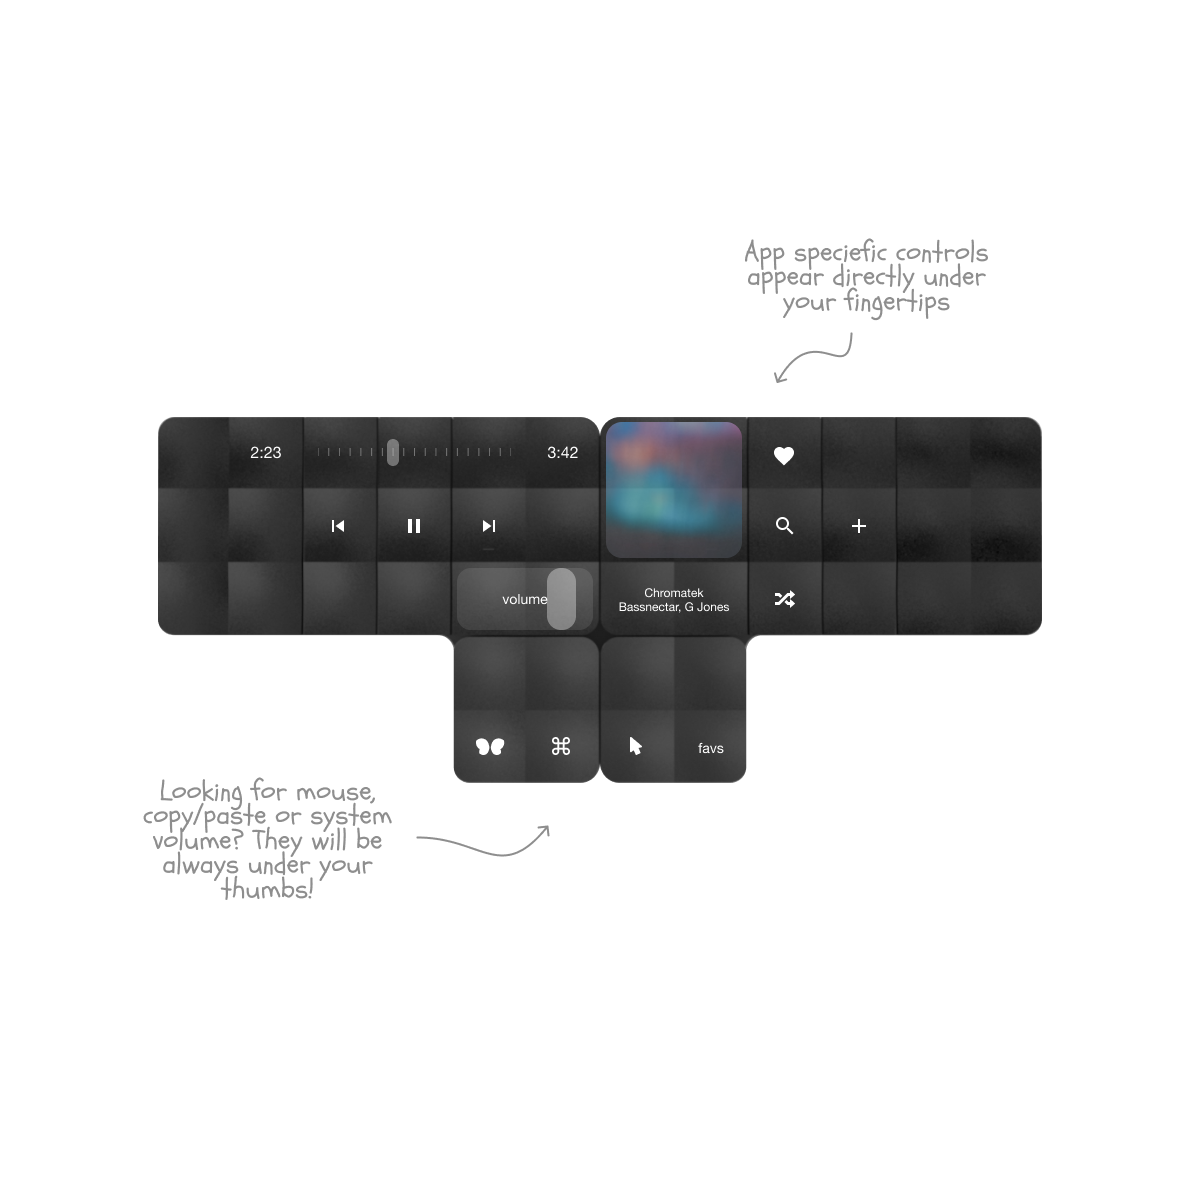 App speciefic controls
appear directly under
your fingertips
2:23
3:42
volume
Chromatek
Bassnectar, G Jones
favs
Looking for mouse,
copy/paste or system
volume? They will be
always under your
thumbs!